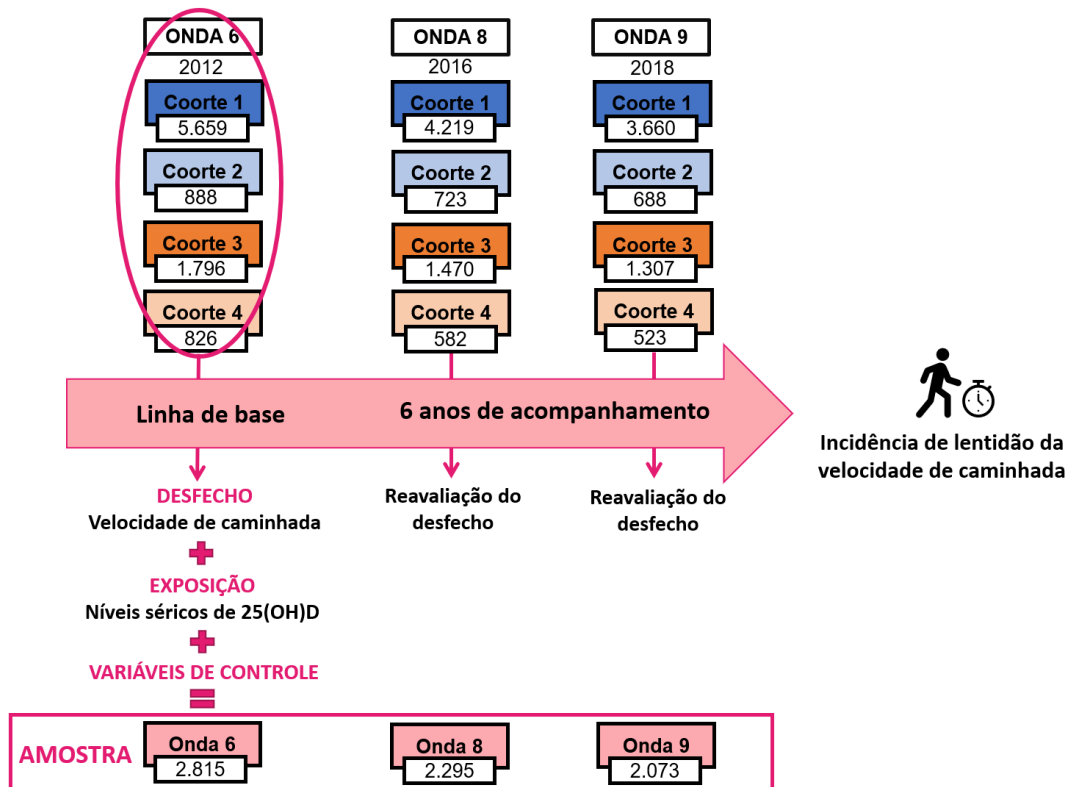 ONDA 6
2012
Coorte 1
5.659
Coorte 2
888
Coorte 3
1.796
Coorte 4
826
ONDA 8
2016
Coorte 1
4.219
Coorte 2
723
Coorte 3
1.470
Coorte 4
582
ONDA 9
2018
Coorte 1
3.660
Coorte 2
688
Coorte 3
1.307
Coorte 4
523
Linha de base
6 anos de acompanhamento
Incidência de lentidão da
velocidade de caminhada
DESFECHO
Velocidade de caminhada
EXPOSIÇÃO
Níveis séricos de 25(OH)D
VARIÁVEIS DE CONTROLE
Reavaliação do
desfecho
Reavaliação do
desfecho
AMOSTRA
Onda 6
2.815
Onda 8
2.295
Onda 9
2.073